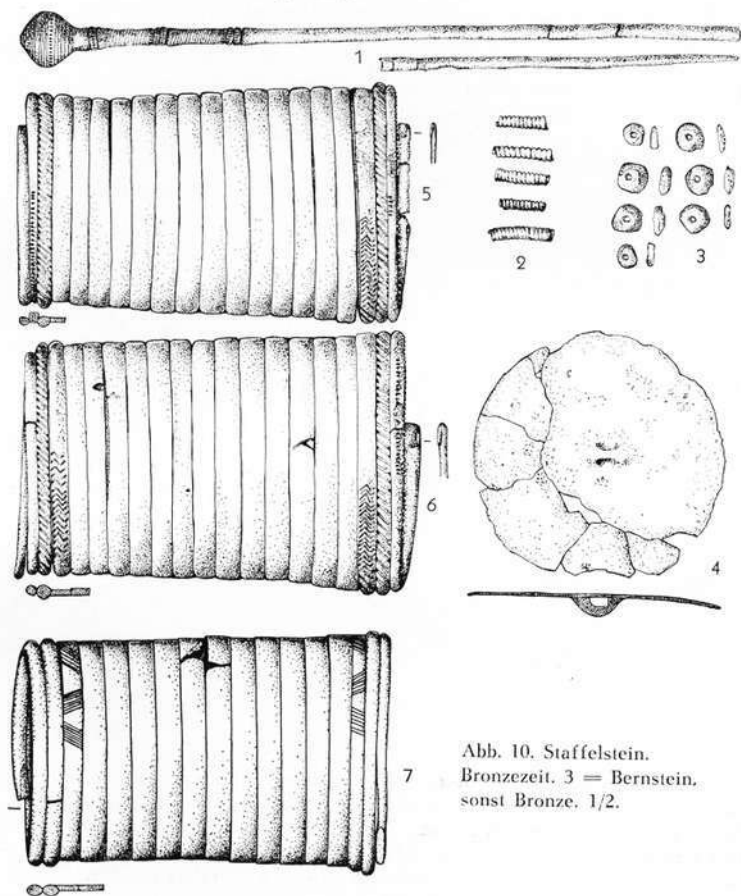 1
5
2
3
6
4
7
Abb. 10. Staffelstein.
Bronzezeit. 3 = Bernstein.
sonst Bronze. 1/2.